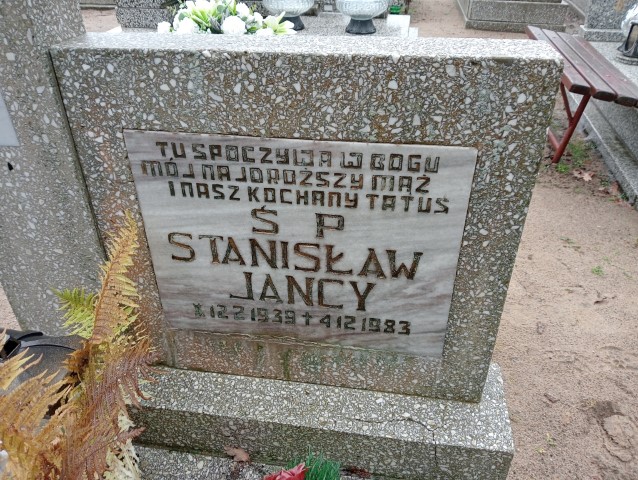 TU SPOCZYWA W BOGU
MÓJ NAJDROŻSZY MĄŻ
I NASZ KOCHANY TATUŚ
Ś P
STANISŁAW
JANCY
* 12 2 1939 + 4 12 1983